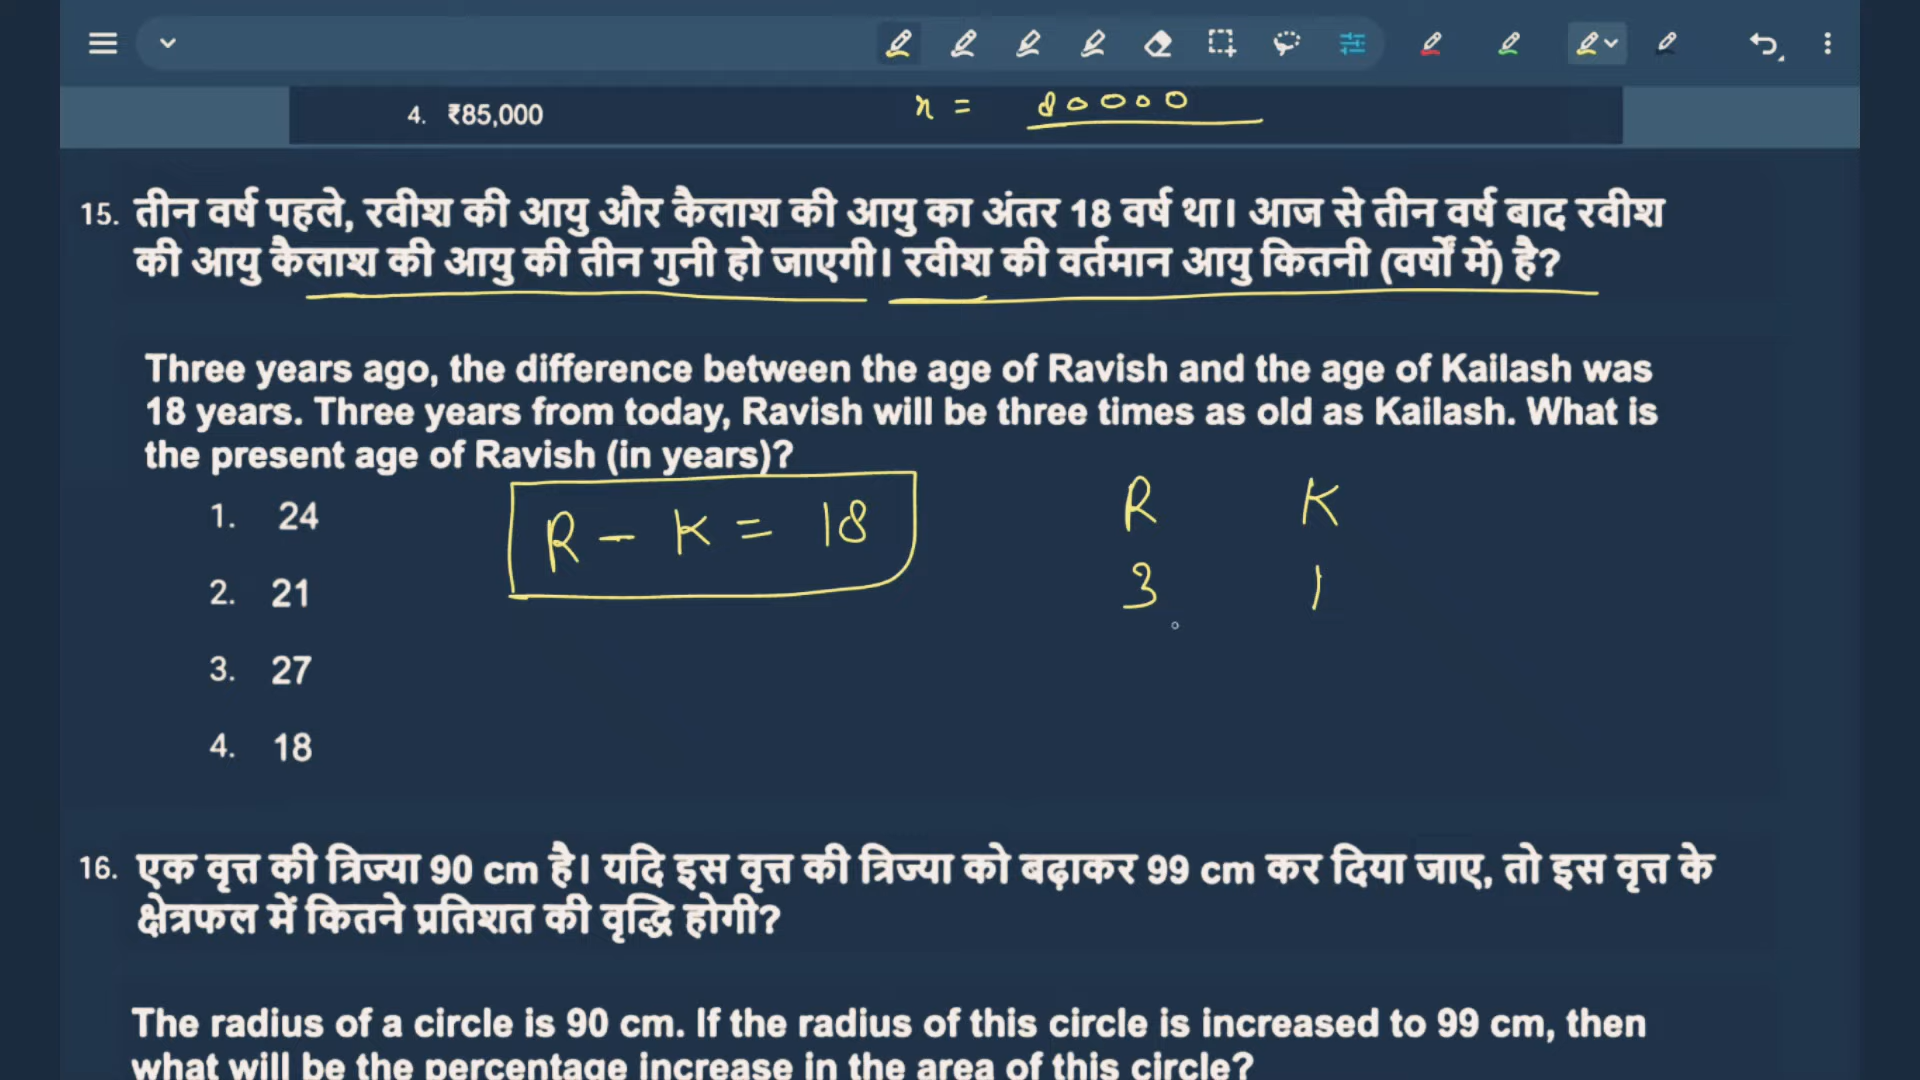 4. ₹85,000
x = 80000
15. तीन वर्ष पहले, रवीश की आयु और कैलाश की आयु का अंतर 18 वर्ष था। आज से तीन वर्ष बाद रवीश
की आयु कैलाश की आयु की तीन गुनी हो जाएगी। रवीश की वर्तमान आयु कितनी (वर्षों में) है?
Three years ago, the difference between the age of Ravish and the age of Kailash was
18 years. Three years from today, Ravish will be three times as old as Kailash. What is
the present age of Ravish (in years)?
1. 24
R - K = 18
R K
2. 21
3 1
3. 27
4. 18
16. एक वृत्त की त्रिज्या 90 cm है। यदि इस वृत्त की त्रिज्या को बढ़ाकर 99 cm कर दिया जाए, तो इस वृत्त के
क्षेत्रफल में कितने प्रतिशत की वृद्धि होगी?
The radius of a circle is 90 cm. If the radius of this circle is increased to 99 cm, then
what will be the percentage increase in the area of this circle?